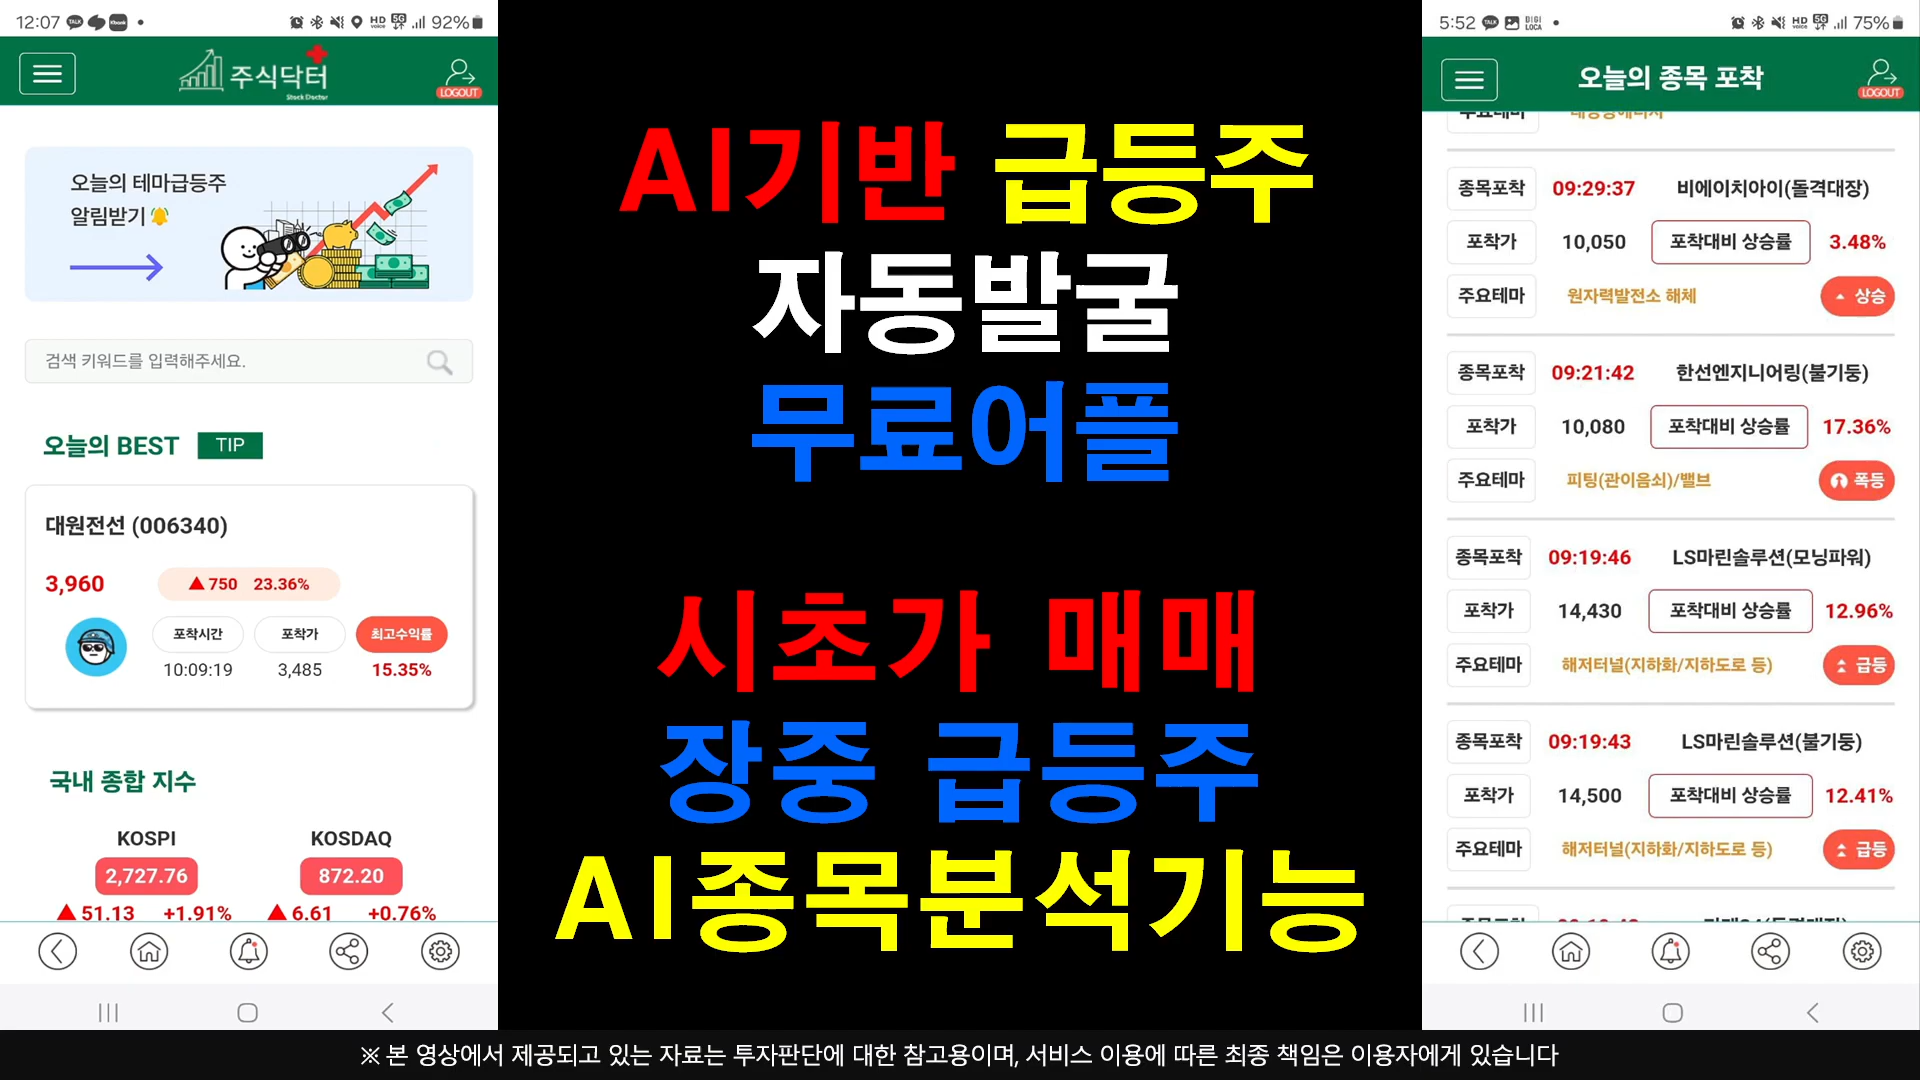 12:07
92%
주식닥터
Stock Doctor
LOGOUT
오늘의 테마급등주
알림받기
검색 키워드를 입력해주세요.
오늘의 BEST TIP
대원전선 (006340)
3,960 ▲ 750 23.36%
포착시간 포착가 최고수익률
10:09:19 3,485 15.35%
국내 종합 지수
KOSPI KOSDAQ
2,727.76 872.20
▲ 51.13 +1.91% ▲ 6.61 +0.76%
AI기반 급등주
자동발굴
무료어플
시초가 매매
장중 급등주
AI종목분석기능
5:52
75%
오늘의 종목 포착
LOGOUT
종목포착 09:29:37 비에이치아이(돌격대장)
포착가 10,050 포착대비 상승률 3.48%
주요테마 원자력발전소 해체 상승
종목포착 09:21:42 한선엔지니어링(불기둥)
포착가 10,080 포착대비 상승률 17.36%
주요테마 피팅(관이음쇠)/밸브 폭등
종목포착 09:19:46 LS마린솔루션(모닝파워)
포착가 14,430 포착대비 상승률 12.96%
주요테마 해저터널(지하화/지하도로 등) 급등
종목포착 09:19:43 LS마린솔루션(불기둥)
포착가 14,500 포착대비 상승률 12.41%
주요테마 해저터널(지하화/지하도로 등) 급등
※ 본 영상에서 제공되고 있는 자료는 투자판단에 대한 참고용이며, 서비스 이용에 따른 최종 책임은 이용자에게 있습니다